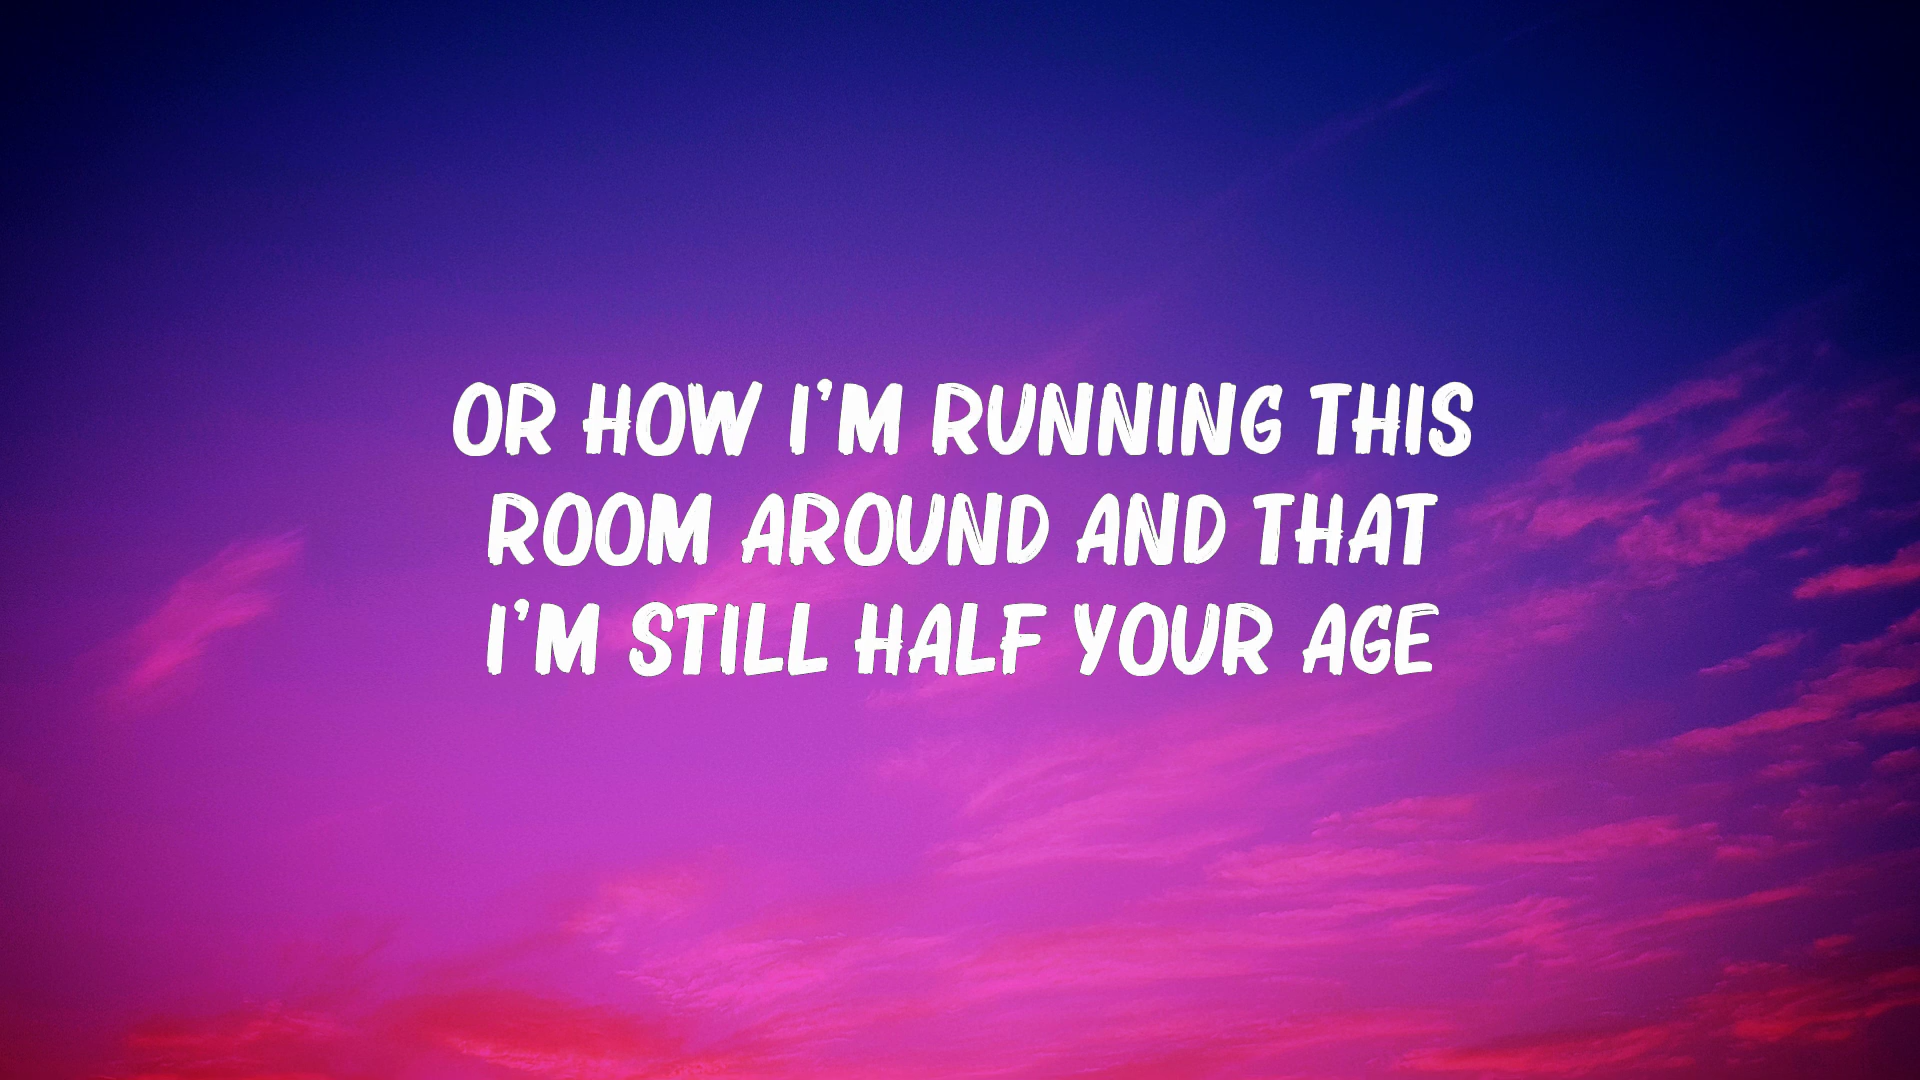 OR HOW I'M RUNNING THIS
ROOM AROUND AND THAT
I'M STILL HALF YOUR AGE